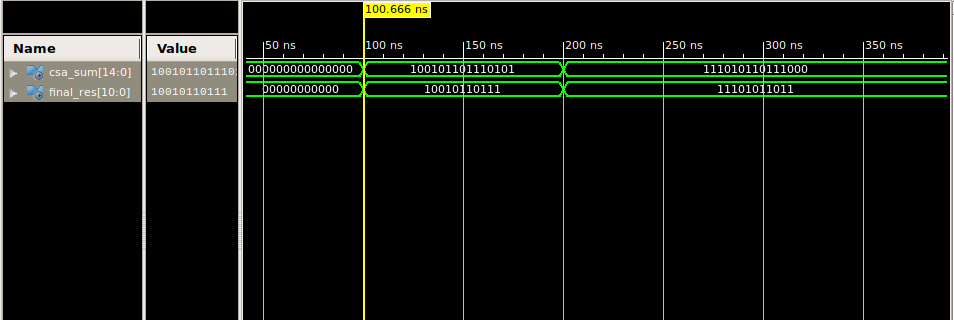 100.666 ns
Name
Value
50 ns
100 ns
150 ns
200 ns
250 ns
300 ns
350 ns
csa_sum[14:0]
100101101110
000000000000000
100101101110101
111010110111000
final_res[10:0]
10010110111
00000000000
10010110111
11101011011